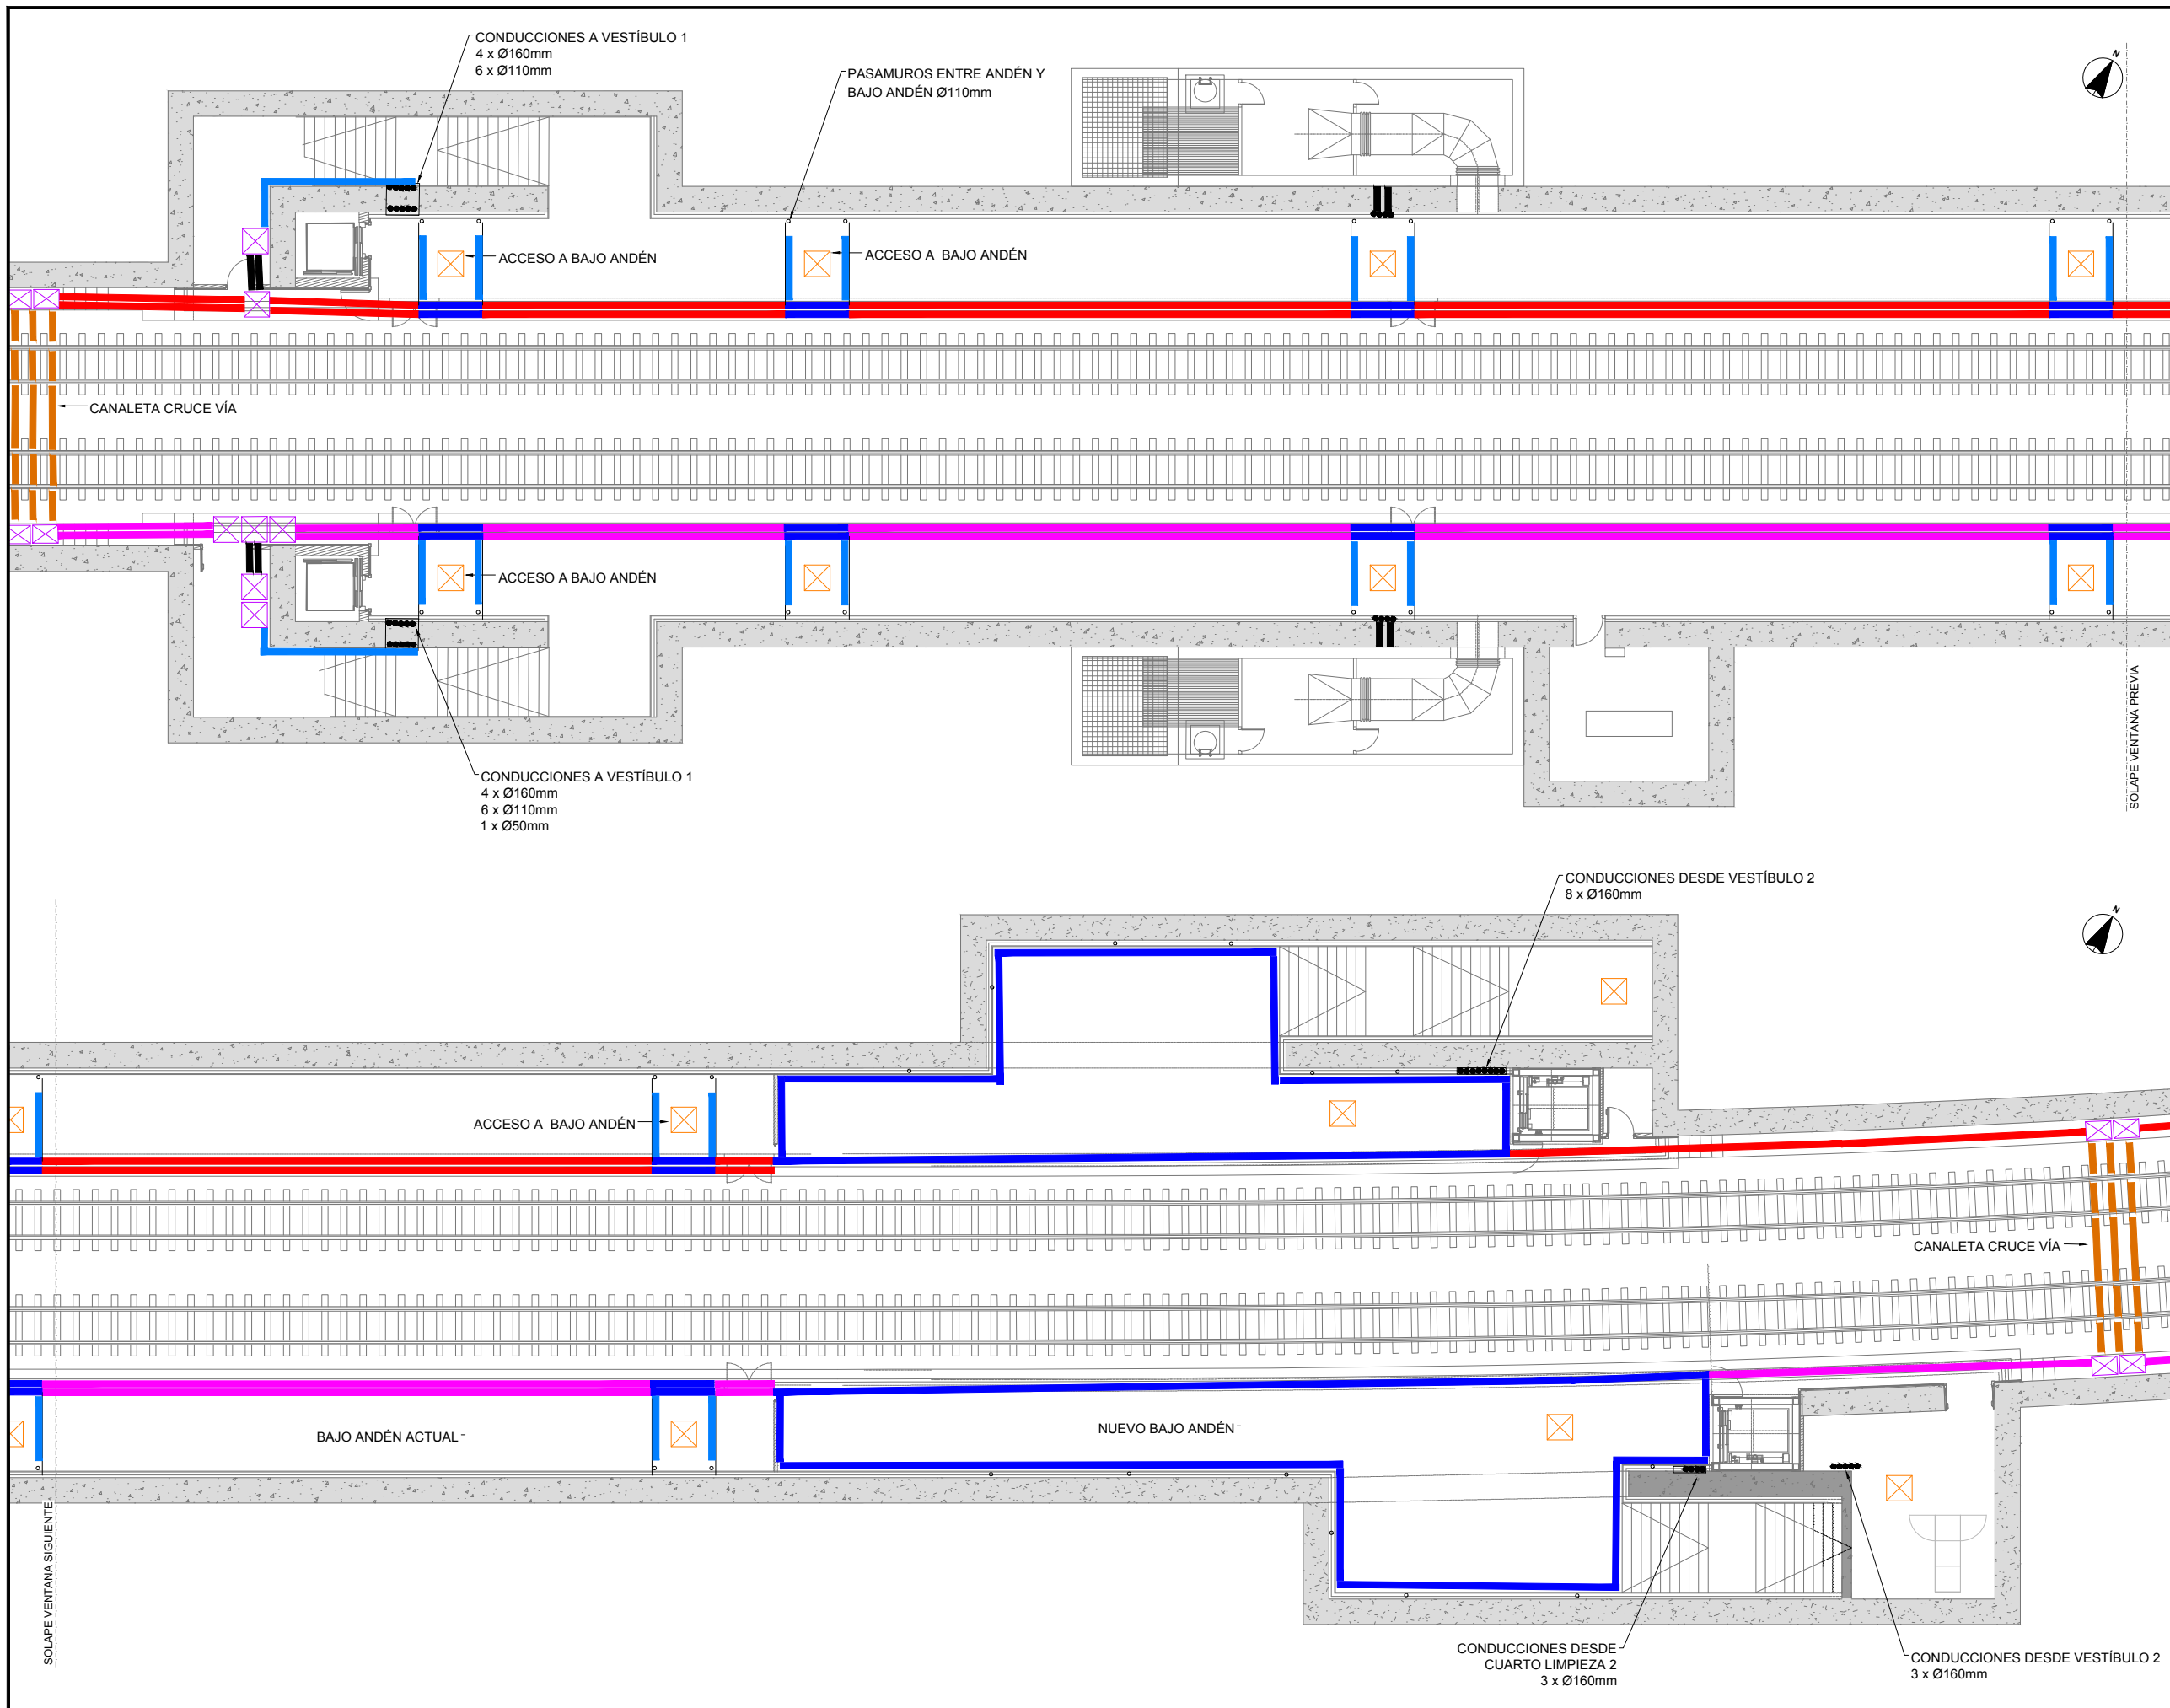 CONDUCCIONES A VESTÍBULO 1
4 x Ø160mm
6 x Ø110mm
PASAMUROS ENTRE ANDÉN Y
BAJO ANDÉN Ø110mm
N
ACCESO A BAJO ANDÉN
ACCESO A BAJO ANDÉN
CANALETA CRUCE VÍA
ACCESO A BAJO ANDÉN
CONDUCCIONES A VESTÍBULO 1
4 x Ø160mm
6 x Ø110mm
1 x Ø50mm
SOLAPE VENTANA PREVIA
CONDUCCIONES DESDE VESTÍBULO 2
8 x Ø160mm
N
ACCESO A BAJO ANDÉN
CANALETA CRUCE VÍA
BAJO ANDÉN ACTUAL
NUEVO BAJO ANDÉN
SOLAPE VENTANA SIGUIENTE
CONDUCCIONES DESDE
CUARTO LIMPIEZA 2
3 x Ø160mm
CONDUCCIONES DESDE VESTÍBULO 2
3 x Ø160mm